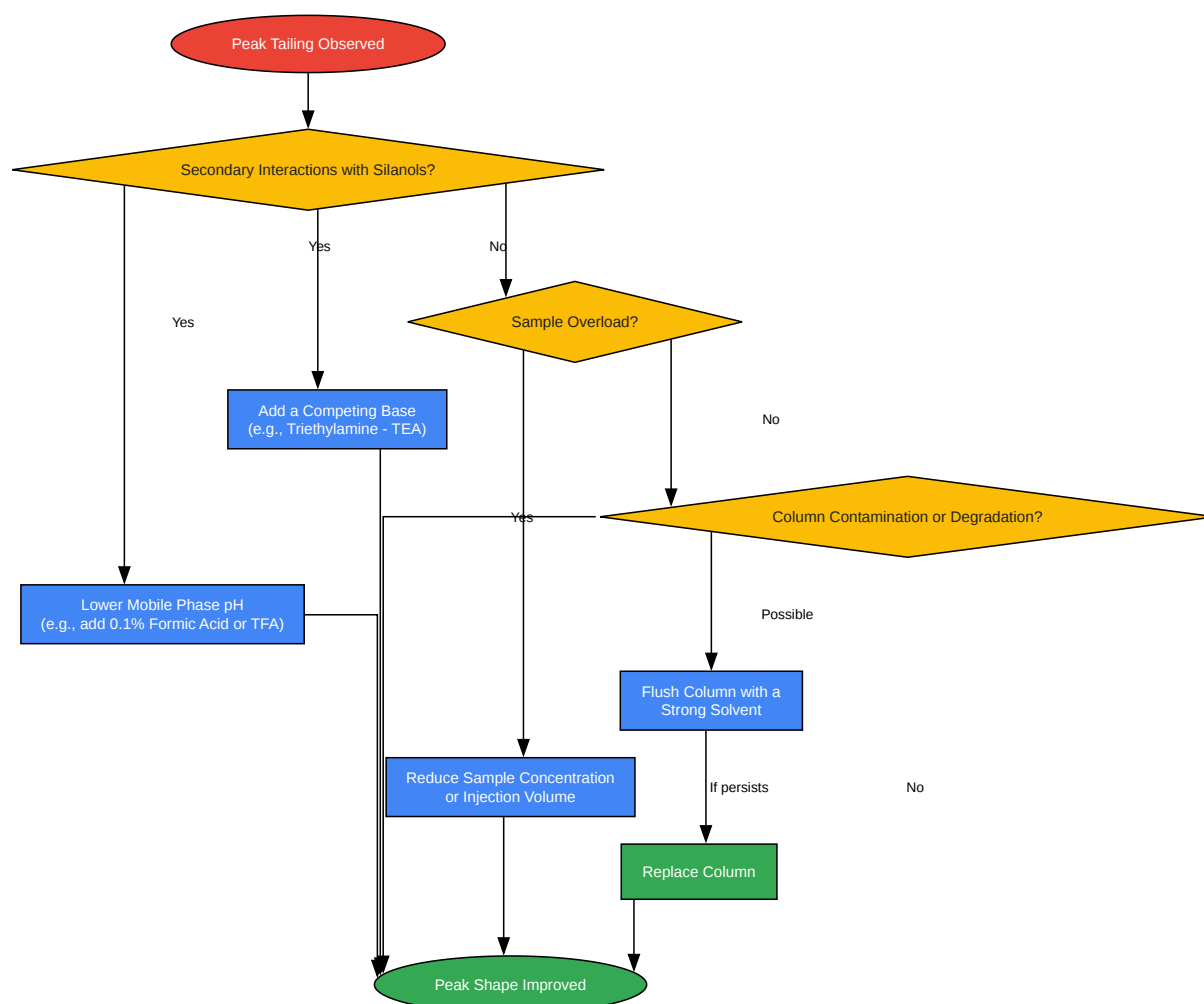 Peak Tailing Observed
Secondary Interactions with Silanols?
Yes
No
Yes
Sample Overload?
Add a Competing Base
(e.g., Triethylamine - TEA)
No
Yes
Column Contamination or Degradation?
Lower Mobile Phase pH
(e.g., add 0.1% Formic Acid or TFA)
Possible
Flush Column with a
Strong Solvent
Reduce Sample Concentration
or Injection Volume
If persists
No
Replace Column
Peak Shape Improved